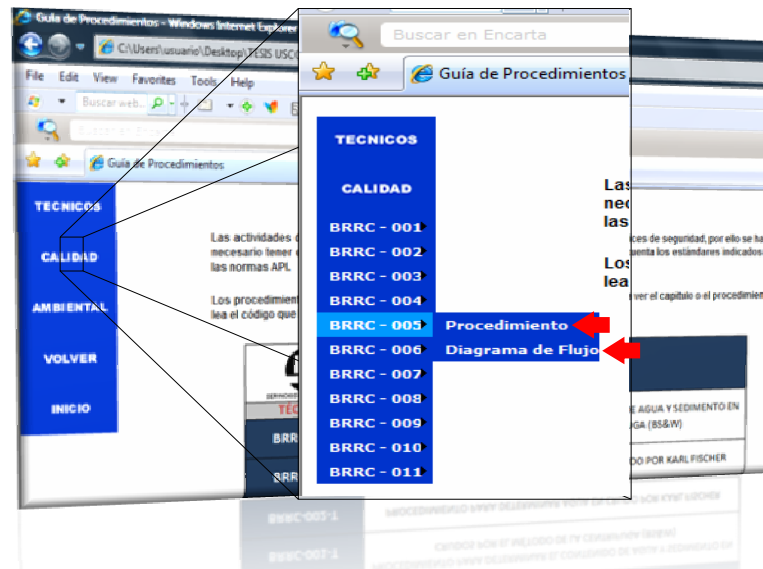 Guía de Procedimientos - Windows Internet Explorer
C:\Users\usuario\Desktop\TESIS USCO
File Edit View Favorites Tools Help
Buscar web..
Guía de Procedimientos
TECNICOS
CALIDAD
AMBIENTAL
VOLVER
INICIO
Las actividades
necesario tener
las normas API.
Los procedimient
lea el código que
BRR
BRR
Buscar en Encarta
Guía de Procedimientos
TECNICOS
CALIDAD
BRRC - 001
BRRC - 002
BRRC - 003
BRRC - 004
BRRC - 005 Procedimiento
BRRC - 006 Diagrama de Flujo
BRRC - 007
BRRC - 008
BRRC - 009
BRRC - 010
BRRC - 011
Las
nec
las
Los
lea
ces de seguridad, por ello se ha
uenta los estándares indicados
ver el capítulo o el procedimien
E AGUA Y SEDIMENTO EN
GA (BS&W)
DO POR KARL FISCHER